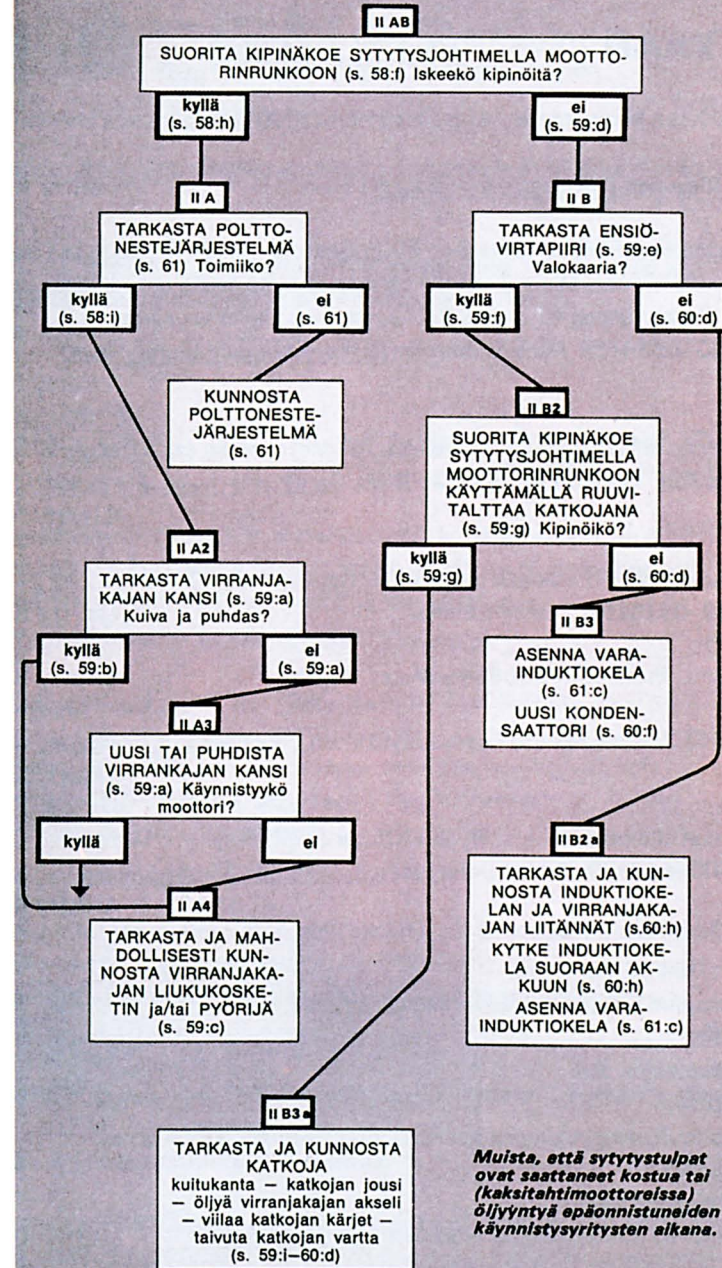 II AB
SUORITA KIPINÄKOE SYTYTYSJOHTIMELLA MOOTTO-
RINRUNKOON (s. 58:f) Iskeekö kipinöitä?
kyllä
(s. 58:h)
ei
(s. 59:d)
II A
TARKASTA POLTTO-
NESTEJÄRJESTELMÄ
(s. 61) Toimiiko?
II B
TARKASTA ENSIÖ-
VIRTAPIIRI (s. 59:e)
Valokaaria?
kyllä
(s. 58:i)
ei
(s. 61)
kyllä
(s. 59:f)
ei
(s. 60:d)
KUNNOSTA
POLTTONESTE-
JÄRJESTELMÄ
(s. 61)
II B2
SUORITA KIPINÄKOE
SYTYTYSJOHTIMELLA
MOOTTORINRUNKOON
KÄYTTÄMÄLLÄ RUUVI-
TALTTAA KATKOJANA
(s. 59:g) Kipinöikö?
kyllä
(s. 59:g)
ei
(s. 60:d)
II A2
TARKASTA VIRRANJA-
KAJAN KANSI (s. 59:a)
Kuiva ja puhdas?
kyllä
(s. 59:b)
ei
(s. 59:a)
II B3
ASENNA VARA-
INDUKTIOKELA
(s. 61:c)
UUSI KONDEN-
SAATTORI (s. 60:f)
II A3
UUSI TAI PUHDISTA
VIRRANKAJAN KANSI
(s. 59:a) Käynnistyykö
moottori?
kyllä
ei
II B2a
TARKASTA JA KUN-
NOSTA INDUKTIOKE-
LAN JA VIRRANJAKA-
JAN LIITÄNNÄT (s.60:h)
KYTKE INDUKTIOKE-
LA SUORAAN AK-
KUUN (s. 60:h)
ASENNA VARA-
INDUKTIOKELA (s. 61:c)
II A4
TARKASTA JA MAH-
DOLLISESTI KUN-
NOSTA VIRRANJAKA-
JAN LIUKUKOSKE-
TIN ja/tai PYÖRIJÄ
(s. 59:c)
II B3a
TARKASTA JA KUNNOSTA
KATKOJA
kuitukanta – katkojan jousi
– öljyä virranjakajan akseli
– viilaa katkojan kärjet –
taivuta katkojan vartta
(s. 59:i–60:d)
Muista, että sytytystulpat
ovat saattaneet kostua tai
(kaksitahtimoottoreissa)
öljyyntyä epäonnistuneiden
käynnistysyritysten aikana.